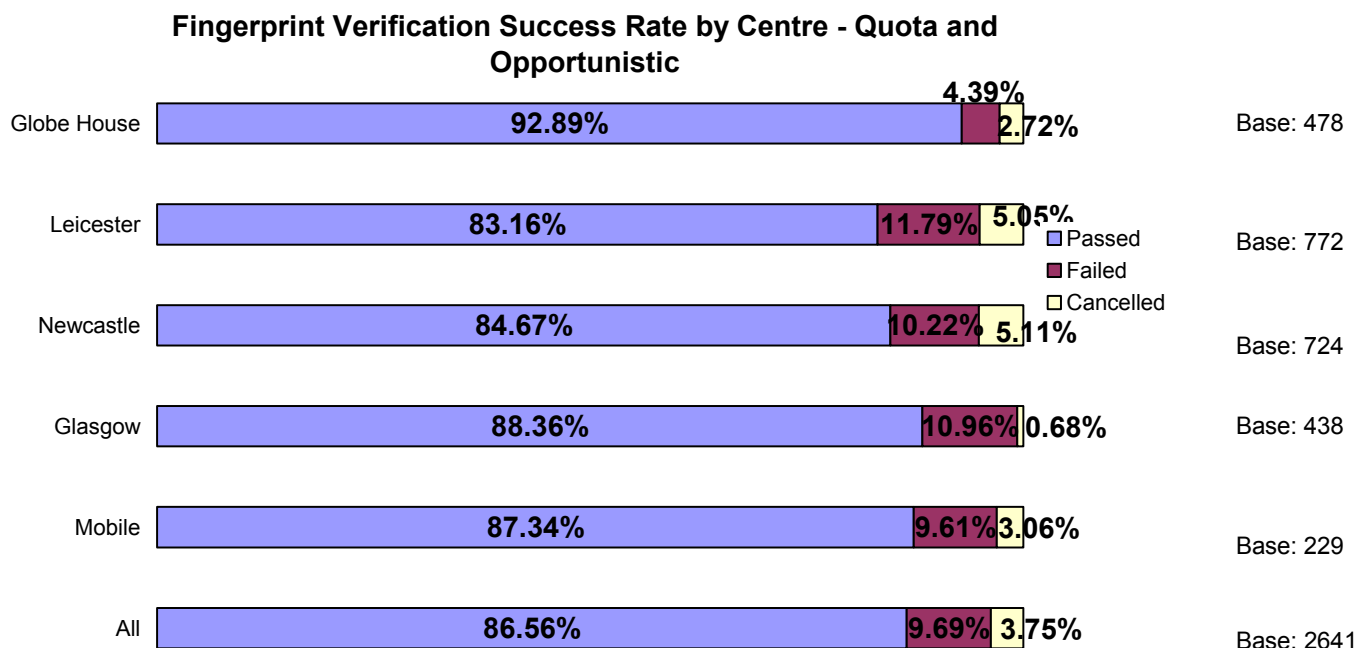 Fingerprint Verification Success Rate by Centre - Quota and
Opportunistic
Globe House 92.89% 4.39% 2.72% Base: 478
Leicester 83.16% 11.79% 5.05% Base: 772
Passed
Failed
Cancelled
Newcastle 84.67% 10.22% 5.11% Base: 724
Glasgow 88.36% 10.96% 0.68% Base: 438
Mobile 87.34% 9.61% 3.06% Base: 229
All 86.56% 9.69% 3.75% Base: 2641